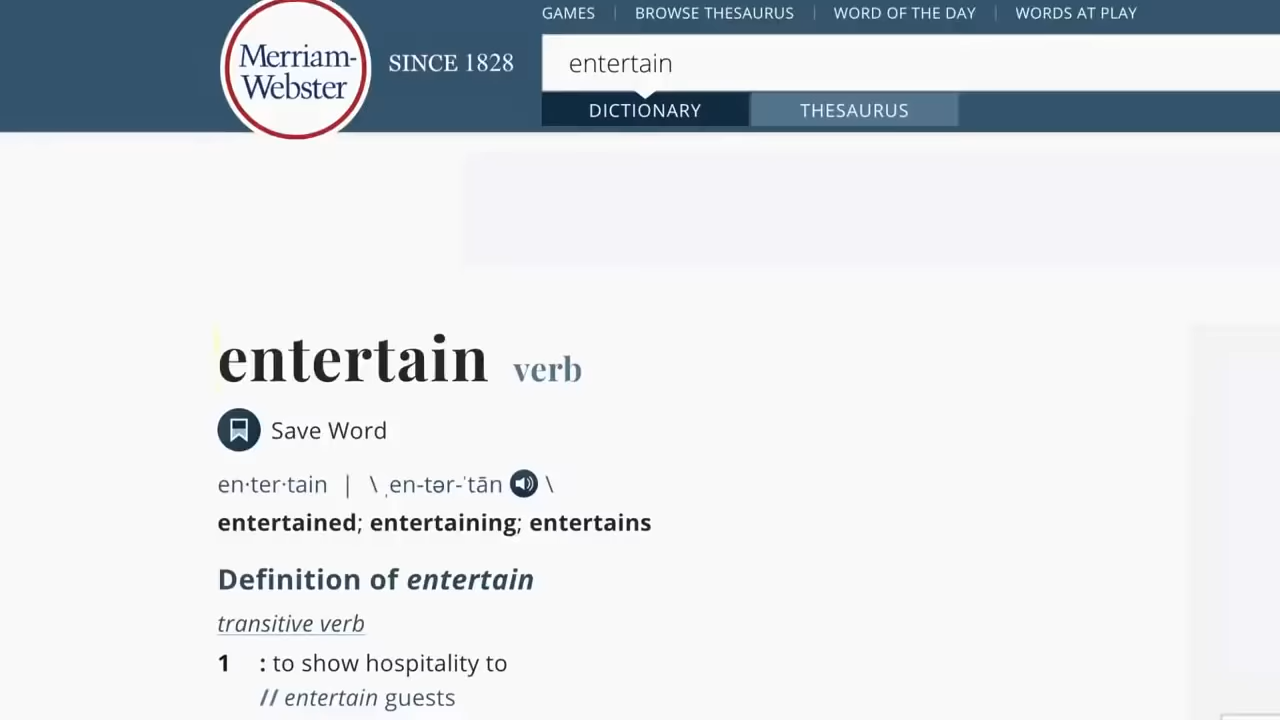 GAMES | BROWSE THESAURUS | WORD OF THE DAY | WORDS AT PLAY
Merriam-
Webster
SINCE 1828
entertain
DICTIONARY THESAURUS
entertain verb
Save Word
en·ter·tain | \ ˌen-tər-ˈtān \
entertained; entertaining; entertains
Definition of entertain
transitive verb
1 : to show hospitality to
// entertain guests